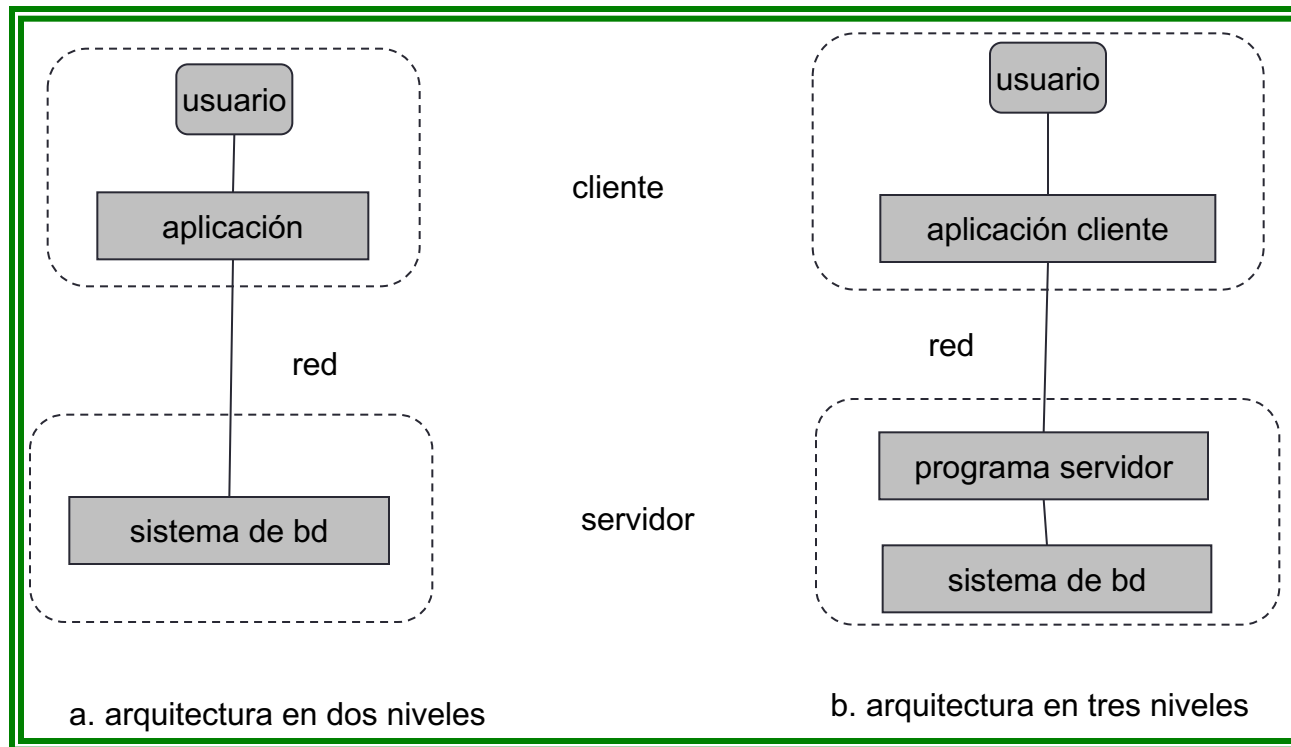 usuario
aplicación
red
sistema de bd
a. arquitectura en dos niveles
cliente
servidor
usuario
aplicación cliente
red
programa servidor
sistema de bd
b. arquitectura en tres niveles